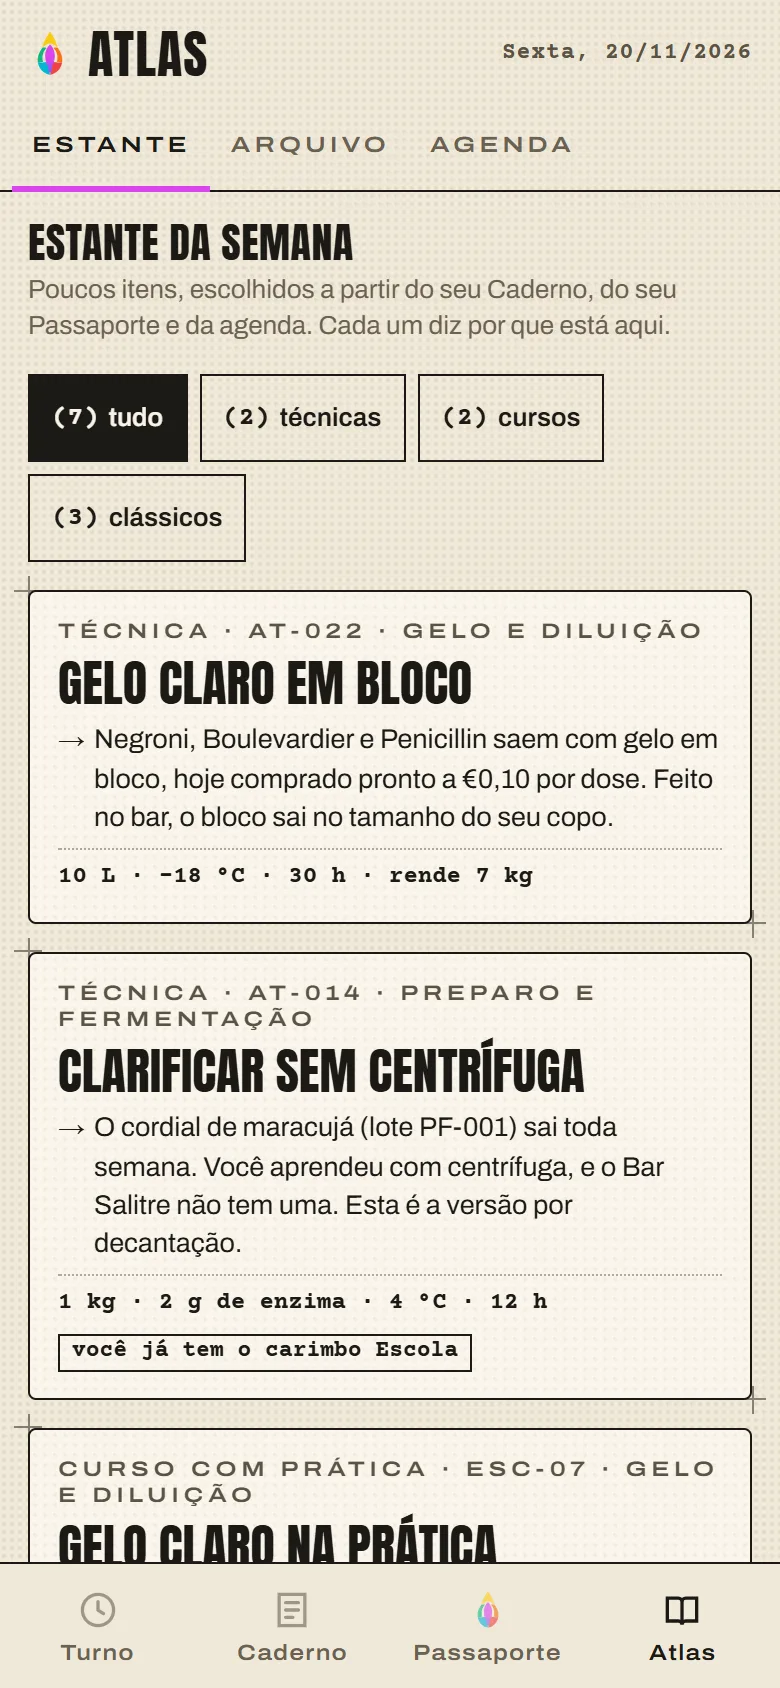 ATLAS
Sexta, 20/11/2026
ESTANTE ARQUIVO AGENDA
ESTANTE DA SEMANA
Poucos itens, escolhidos a partir do seu Caderno, do seu
Passaporte e da agenda. Cada um diz por que está aqui.
(7) tudo
(2) técnicas
(2) cursos
(3) clássicos
TÉCNICA · AT-022 · GELO E DILUIÇÃO
GELO CLARO EM BLOCO
→ Negroni, Boulevardier e Penicillin saem com gelo em
bloco, hoje comprado pronto a €0,10 por dose. Feito
no bar, o bloco sai no tamanho do seu copo.
10 L · −18 °C · 30 h · rende 7 kg
TÉCNICA · AT-014 · PREPARO E
FERMENTAÇÃO
CLARIFICAR SEM CENTRÍFUGA
→ O cordial de maracujá (lote PF-001) sai toda
semana. Você aprendeu com centrífuga, e o Bar
Salitre não tem uma. Esta é a versão por
decantação.
1 kg · 2 g de enzima · 4 °C · 12 h
você já tem o carimbo Escola
CURSO COM PRÁTICA · ESC-07 · GELO
E DILUIÇÃO
GELO CLARO NA PRÁTICA
Turno
Caderno
Passaporte
Atlas